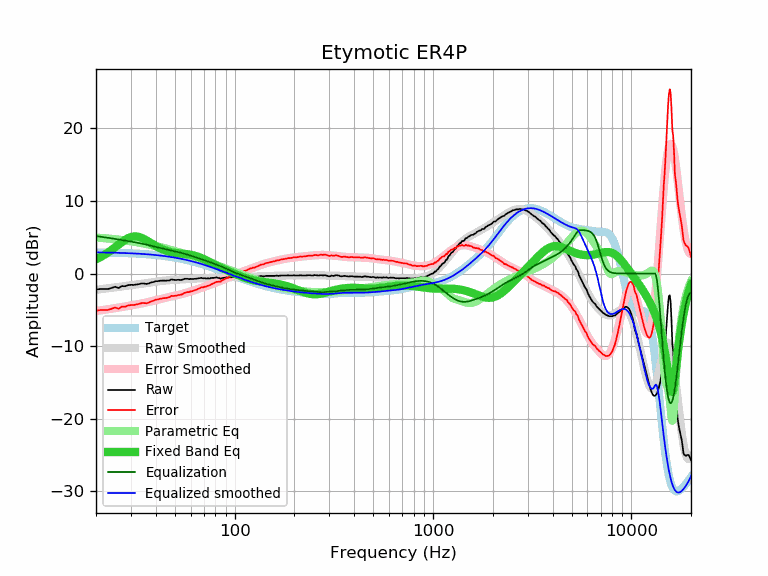 Etymotic ER4P
Amplitude (dBr)
20
10
0
−10
−20
−30
Target
Raw Smoothed
Error Smoothed
Raw
Error
Parametric Eq
Fixed Band Eq
Equalization
Equalized smoothed
100 1000 10000
Frequency (Hz)